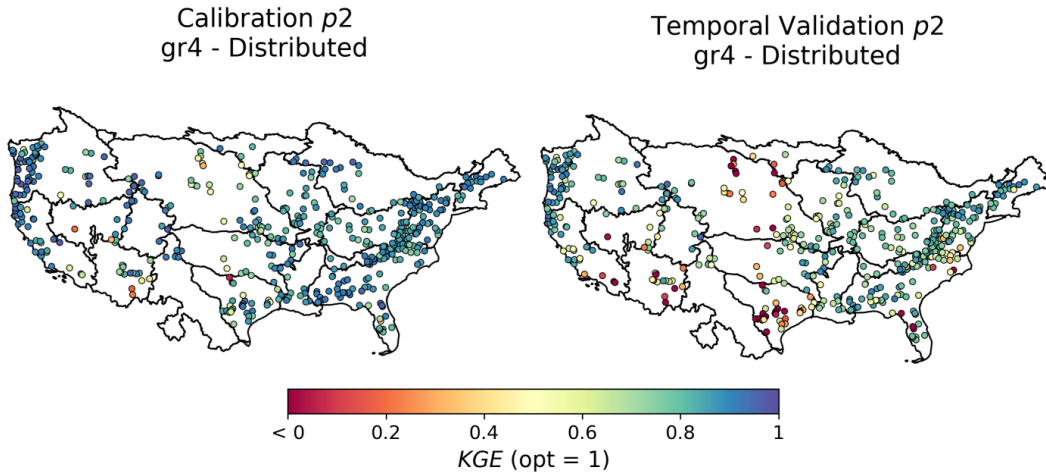 Calibration p2
gr4 - Distributed
Temporal Validation p2
gr4 - Distributed
< 0 0.2 0.4 0.6 0.8 1
KGE (opt = 1)